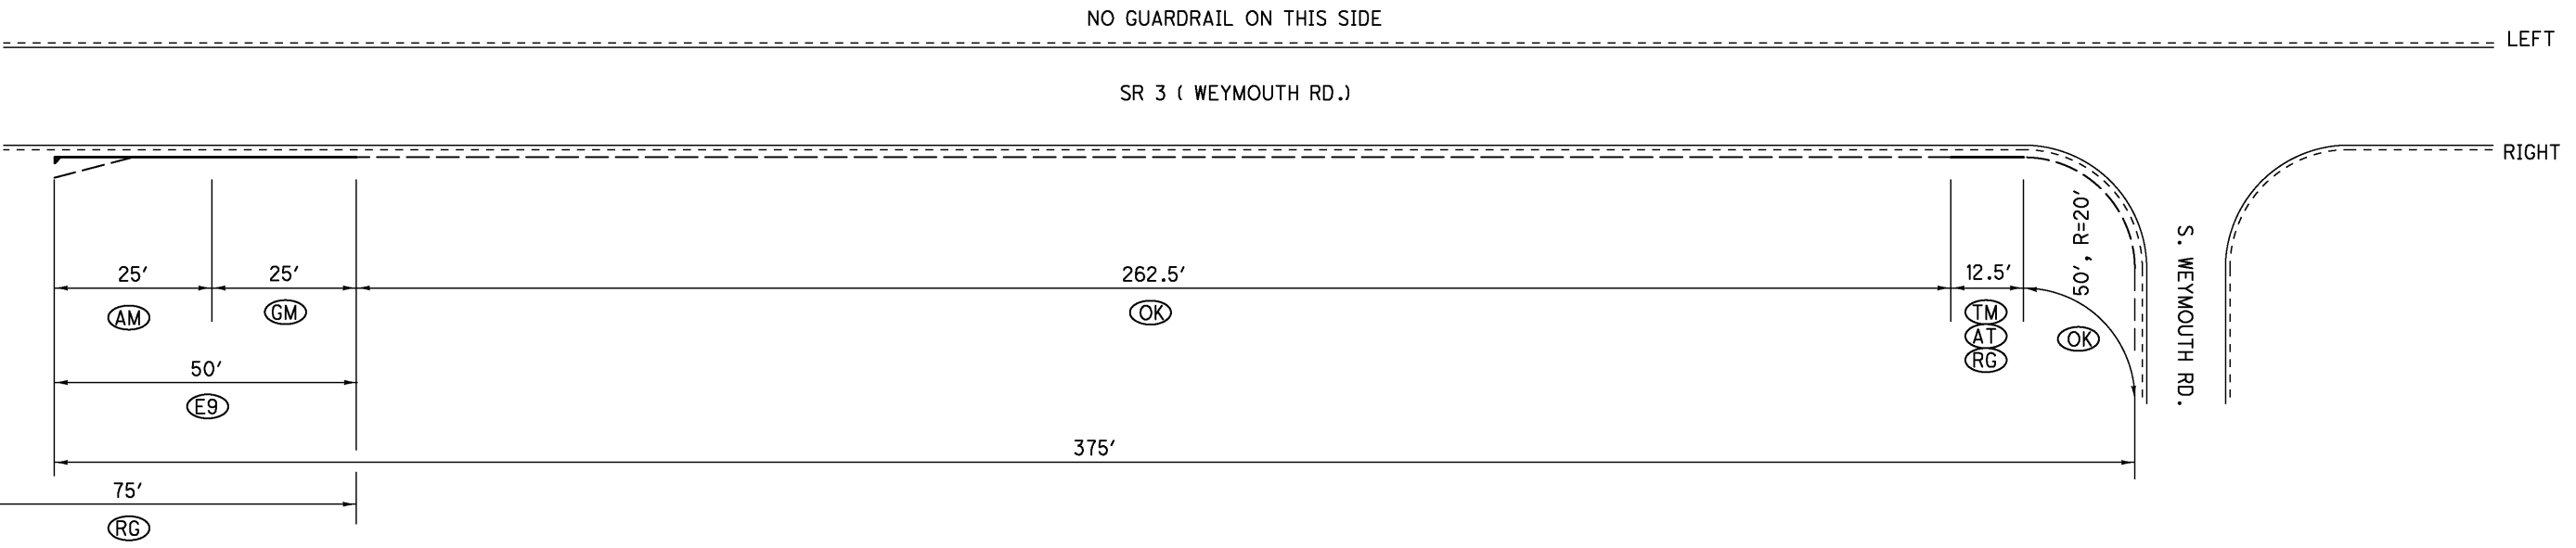 NO GUARDRAIL ON THIS SIDE
LEFT
SR 3 ( WEYMOUTH RD.)
RIGHT
50', R=20'
S. WEYMOUTH RD.
25' 25' 262.5' 12.5'
AM GM OK TM
AT
OK
RG
50'
E9
375'
75'
RG